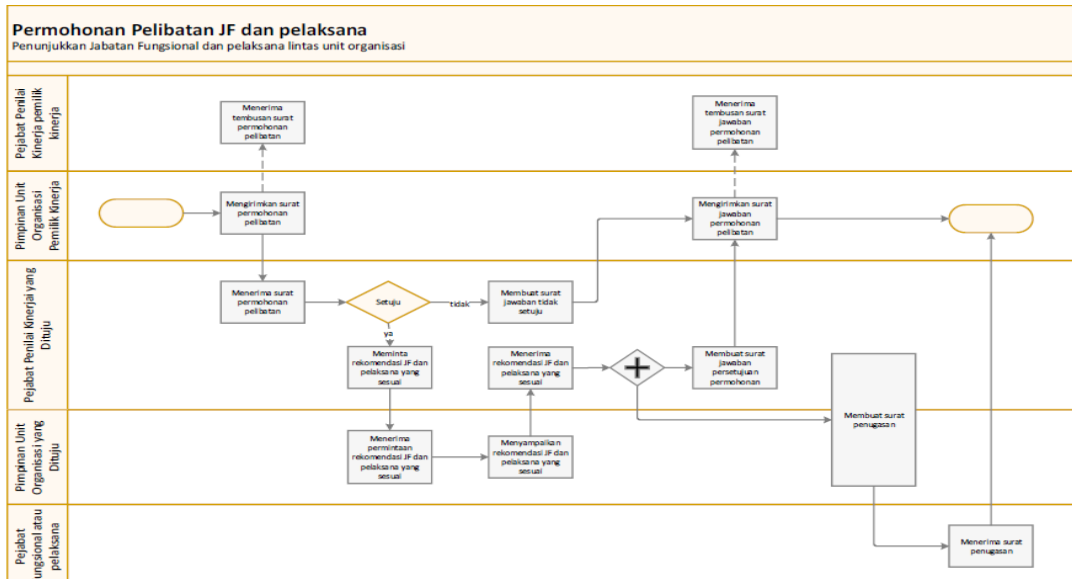 Permohonan Pelibatan JF dan pelaksana
Penunjukkan Jabatan Fungsional dan pelaksana lintas unit organisasi
Pejabat Penilai
Kinerja pemilik
kinerja
Menerima
tembusan surat
permohonan
pelibatan
Menerima
tembusan surat
jawaban
permohonan
pelibatan
Pimpinan Unit
Organisasi
Pemilik Kinerja
Mengirimkan surat
permohonan
pelibatan
Mengirimkan surat
jawaban
permohonan
pelibatan
Pejabat Penilai Kinerjai yang
Dituju
Menerima surat
permohonan
pelibatan
Setuju
tidak
Membuat surat
jawaban tidak
setuju
ya
Meminta
rekomendasi JF dan
pelaksana yang
sesuai
Menerima
rekomendasi JF dan
pelaksana yang
sesuai
Membuat surat
jawaban
persetujuan
permohonan
Membuat surat
penugasan
Pimpinan Unit
Organisasi yang
Dituju
Menerima
permintaan
rekomendasi JF dan
pelaksana yang
sesuai
Menyampaikan
rekomendasi JF dan
pelaksana yang
sesuai
Pejabat
ungsional atau
pelaksana
Menerima surat
penugasan